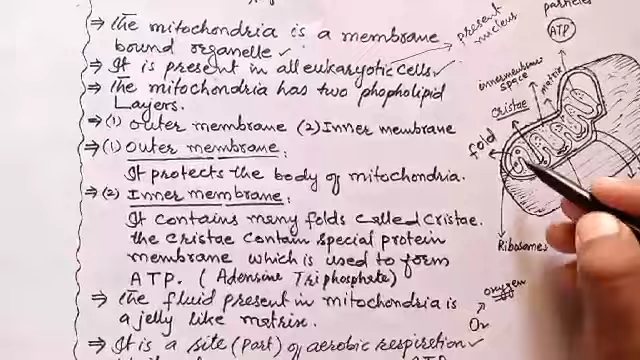 ⇒ The mitochondria is a membrane
bound organelle ✓
⇒ It is present in all eukaryotic cells ✓
⇒ The mitochondria has two phopholipid
Layers.
⇒ (1) Outer membrane (2) Inner membrane
⇒ (1) Outer membrane:
It protects the body of mitochondria.
⇒ (2) Inner membrane:
It contains many folds called Cristae.
the cristae contain special protein
membrane which is used to form
ATP. (Adensine Triphosphate)
⇒ The fluid present in mitochondria is
a jelly like matrix.
⇒ It is a site (part) of aerobic respiration ✓
present
nucleus
particles
ATP
innermembrane
space
matrix
cristae
fold
Ribosomes
oxygen
O₂